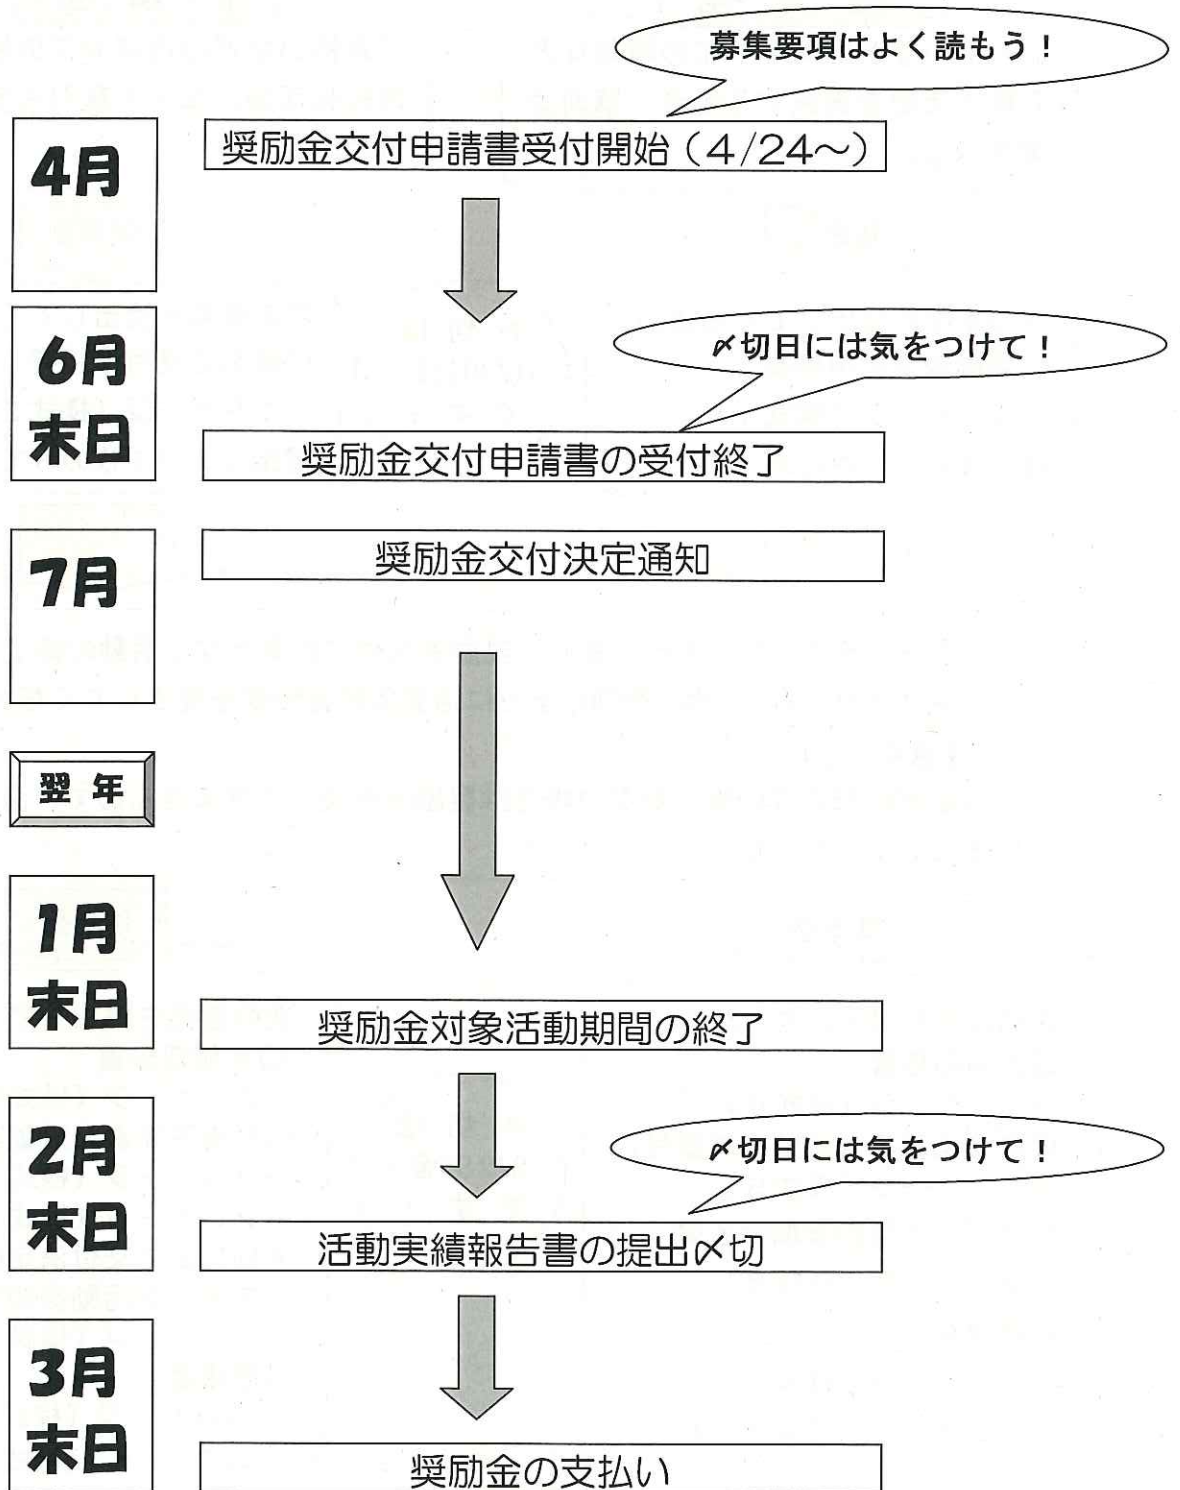 募集要項はよく読もう！
4月
奨励金交付申請書受付開始（4/24～）
6月
末日
〆切日には気をつけて！
奨励金交付申請書の受付終了
7月
奨励金交付決定通知
翌年
1月
末日
奨励金対象活動期間の終了
2月
末日
〆切日には気をつけて！
活動実績報告書の提出〆切
3月
末日
奨励金の支払い